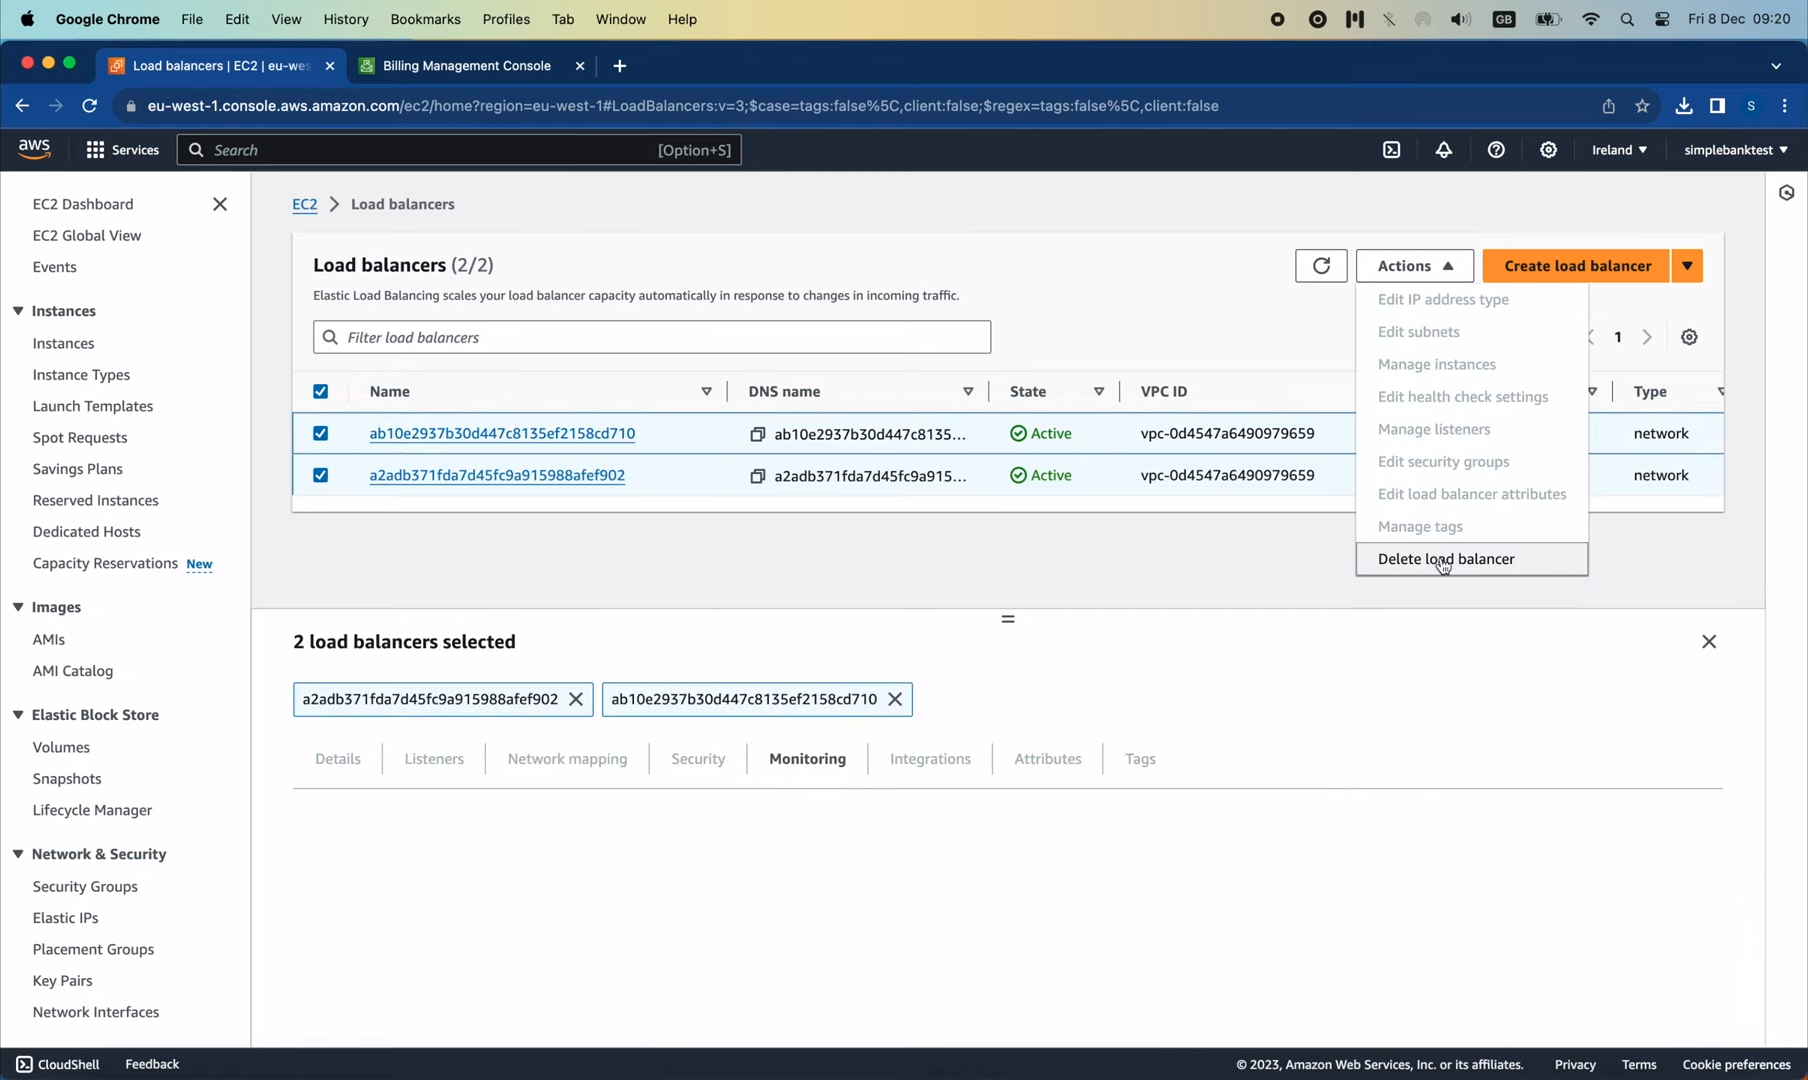 Google Chrome File Edit View History Bookmarks Profiles Tab Window Help GB Fri 8 Dec 09:20
Load balancers | EC2 | eu-wes Billing Management Console
eu-west-1.console.aws.amazon.com/ec2/home?region=eu-west-1#LoadBalancers:v=3;$case=tags:false%5C,client:false;$regex=tags:false%5C,client:false S
aws Services Search [Option+S] Ireland simplebanktest
EC2 Dashboard
EC2 Global View
Events
Instances
Instances
Instance Types
Launch Templates
Spot Requests
Savings Plans
Reserved Instances
Dedicated Hosts
Capacity Reservations New
Images
AMIs
AMI Catalog
Elastic Block Store
Volumes
Snapshots
Lifecycle Manager
Network & Security
Security Groups
Elastic IPs
Placement Groups
Key Pairs
Network Interfaces
EC2 > Load balancers
Load balancers (2/2)
Elastic Load Balancing scales your load balancer capacity automatically in response to changes in incoming traffic.
Actions Create load balancer
Filter load balancers
1
Name DNS name State VPC ID Type
ab10e2937b30d447c8135ef2158cd710 ab10e2937b30d447c8135... Active vpc-0d4547a6490979659 network
a2adb371fda7d45fc9a915988afef902 a2adb371fda7d45fc9a915... Active vpc-0d4547a6490979659 network
Edit IP address type
Edit subnets
Manage instances
Edit health check settings
Manage listeners
Edit security groups
Edit load balancer attributes
Manage tags
Delete load balancer
2 load balancers selected
a2adb371fda7d45fc9a915988afef902 ab10e2937b30d447c8135ef2158cd710
Details Listeners Network mapping Security Monitoring Integrations Attributes Tags
CloudShell Feedback © 2023, Amazon Web Services, Inc. or its affiliates. Privacy Terms Cookie preferences